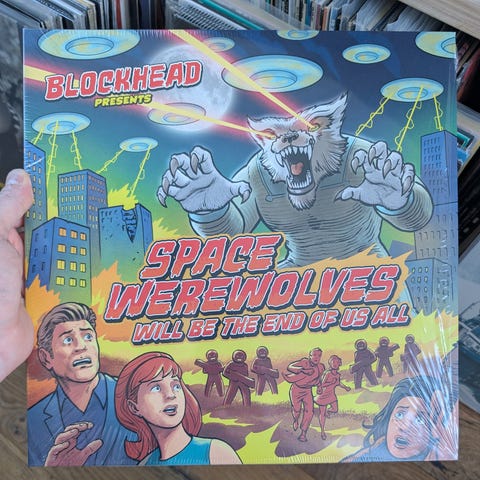 BLOCKHEAD
PRESENTS
SPACE
WEREWOLVES
WILL BE THE END OF US ALL